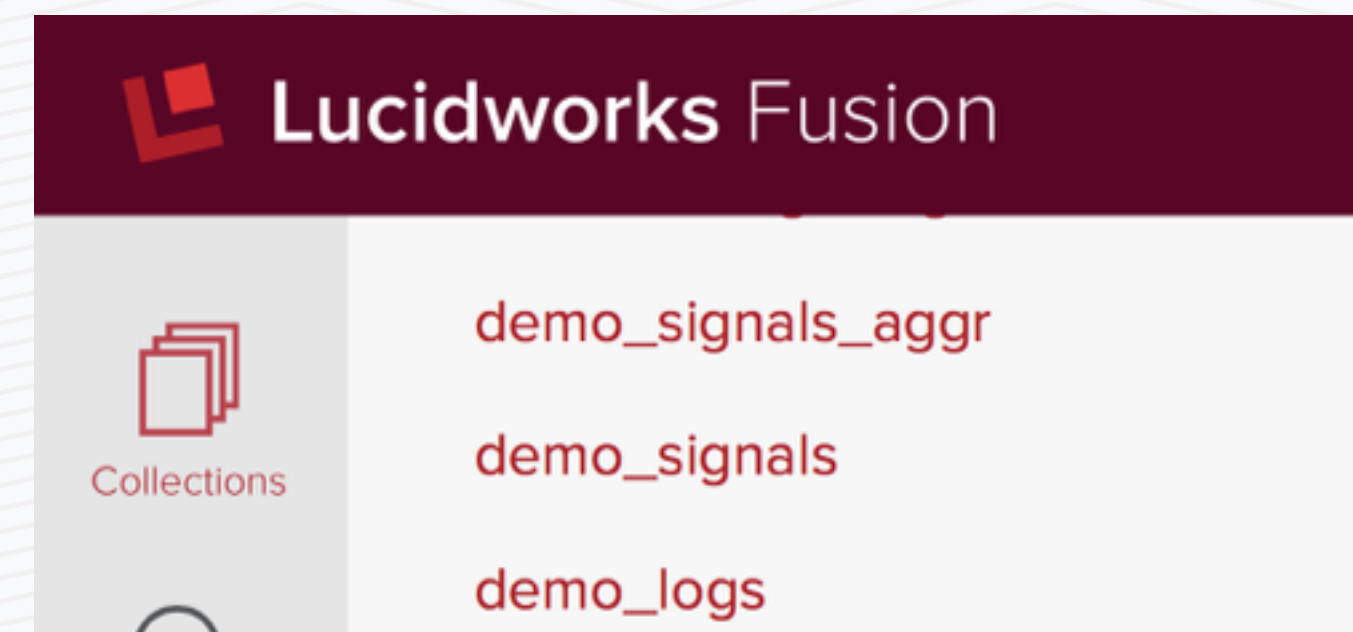 Lucidworks Fusion
demo_signals_aggr
Collections
demo_signals
demo_logs